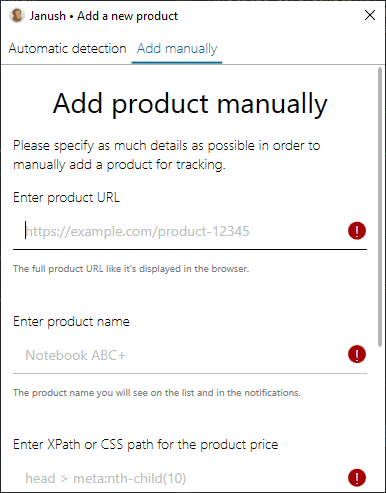 Janush • Add a new product
Automatic detection Add manually
Add product manually
Please specify as much details as possible in order to
manually add a product for tracking.
Enter product URL
https://example.com/product-12345
The full product URL like it's displayed in the browser.
Enter product name
Notebook ABC+
The product name you will see on the list and in the notifications.
Enter XPath or CSS path for the product price
head > meta:nth-child(10)